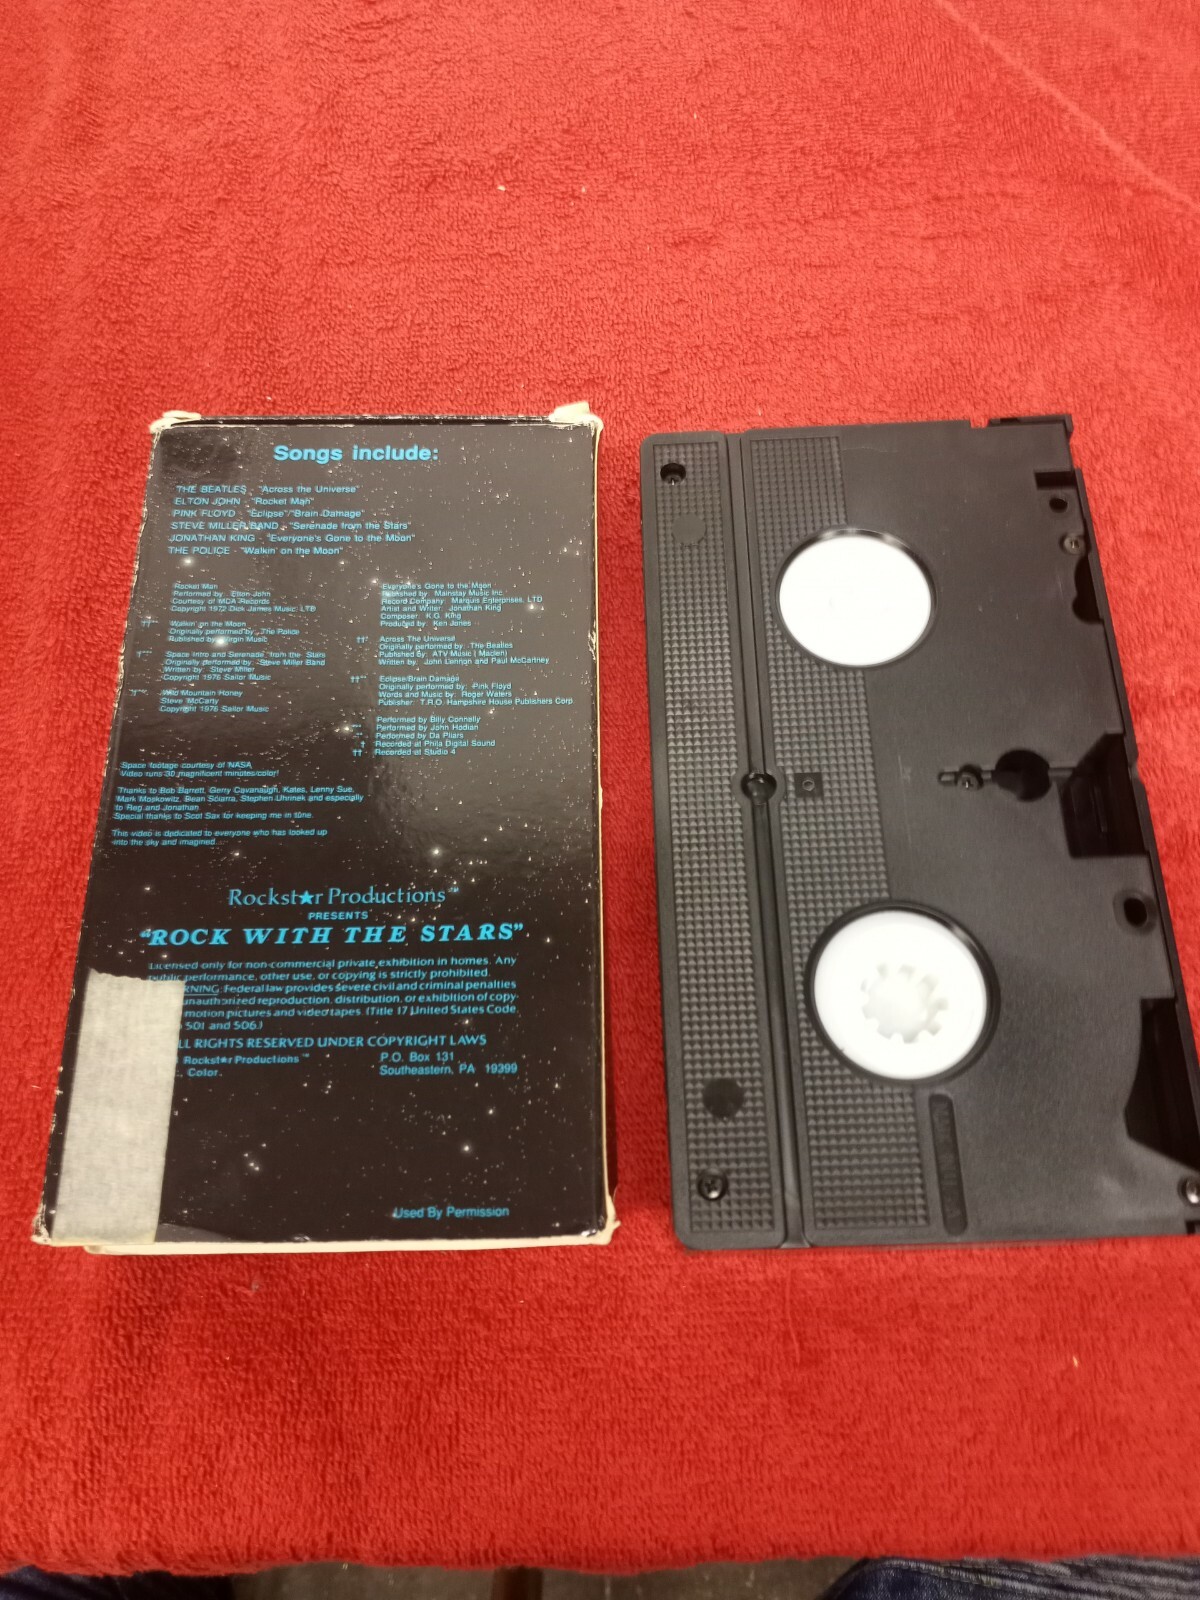 Songs include:
THE BEATLES - "Across the Universe"
ELTON JOHN - "Rocket Man"
PINK FLOYD - "Eclipse"/"Brain Damage"
STEVE MILLER BAND - "Serenade from the Stars"
JONATHAN KING - "Everyone's Gone to the Moon"
THE POLICE - "Walkin' on the Moon"
Rocket Man
Performed by: Elton John
Courtesy of MCA Records
Copyright 1972 Dick James Music, LTB
Walkin' on the Moon
Originally performed by: The Police
Published by: Virgin Music
Space Intro and Serenade from the Stars
Originally performed by: Steve Miller Band
Written by: Steve Miller
Copyright 1976 Sailor Music
Wild Mountain Honey
Steve McCarty
Copyright 1976 Sailor Music
Everyone's Gone to the Moon
Published by: Mainstay Music Inc.
Record Company: Marquis Enterprises, LTD
Artist and Writer: Jonathan King
Composer: K.G. King
Produced by: Ken Jones
Across The Universe
Originally performed by: The Beatles
Published by: ATV Music (Maclen)
Written by: John Lennon and Paul McCartney
Eclipse/Brain Damage
Originally performed by: Pink Floyd
Words and Music by: Roger Waters
Publisher: T.R.O. Hampshire House Publishers Corp.
Performed by Billy Connelly
Performed by John Hodian
Performed by Da Pliars
† Recorded at Phila Digital Sound
†† Recorded at Studio 4
Space footage courtesy of NASA
Video runs 30 magnificent minutes/color!
Thanks to Bob Barrett, Gerry Cavanaugh, Kates, Lenny Sue,
Mark Moskowitz, Dean Sciarra, Stephen Uhrinek and especially
to Reg and Jonathan
Special thanks to Scot Sax for keeping me in tune.
This video is dedicated to everyone who has looked up
into the sky and imagined...
Rockst★r Productions™
PRESENTS
"ROCK WITH THE STARS"
Licensed only for non-commercial private exhibition in homes. Any
public performance, other use, or copying is strictly prohibited.
RNING: Federal law provides severe civil and criminal penalties
unauthorized reproduction, distribution, or exhibition of copy-
motion pictures and videotapes. (Title 17 United States Code,
501 and 506.)
LL RIGHTS RESERVED UNDER COPYRIGHT LAWS
Rockst★r Productions™ P.O. Box 131
Color. Southeastern, PA 19399
Used By Permission